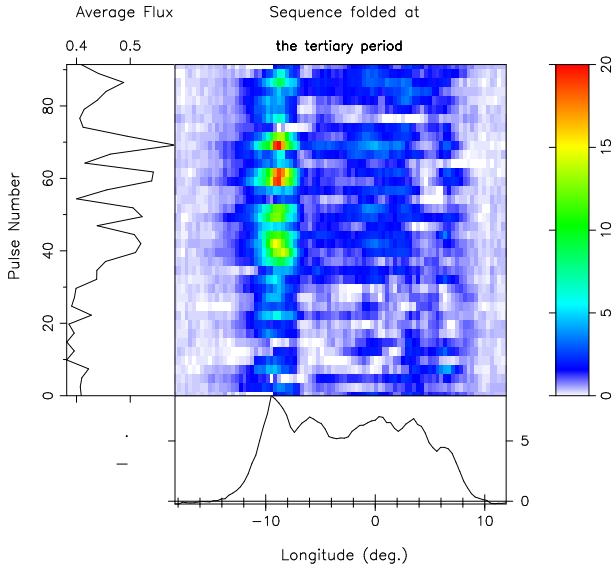 Average Flux
Sequence folded at
0.4 0.5
the tertiary period
Pulse Number
0 20 40 60 80
0 5 10 15 20
0 5
−10 0 10
Longitude (deg.)